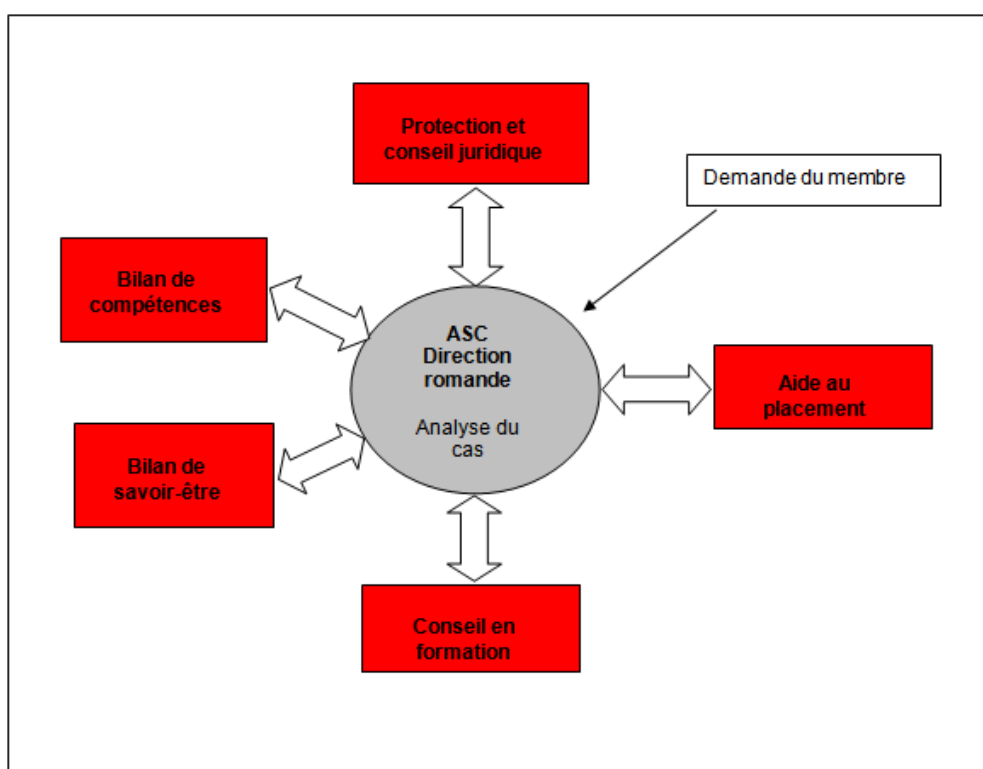 Protection et
conseil juridique
Demande du membre
Bilan de
compétences
ASC
Direction
romande
Analyse du
cas
Aide au
placement
Bilan de
savoir-être
Conseil en
formation